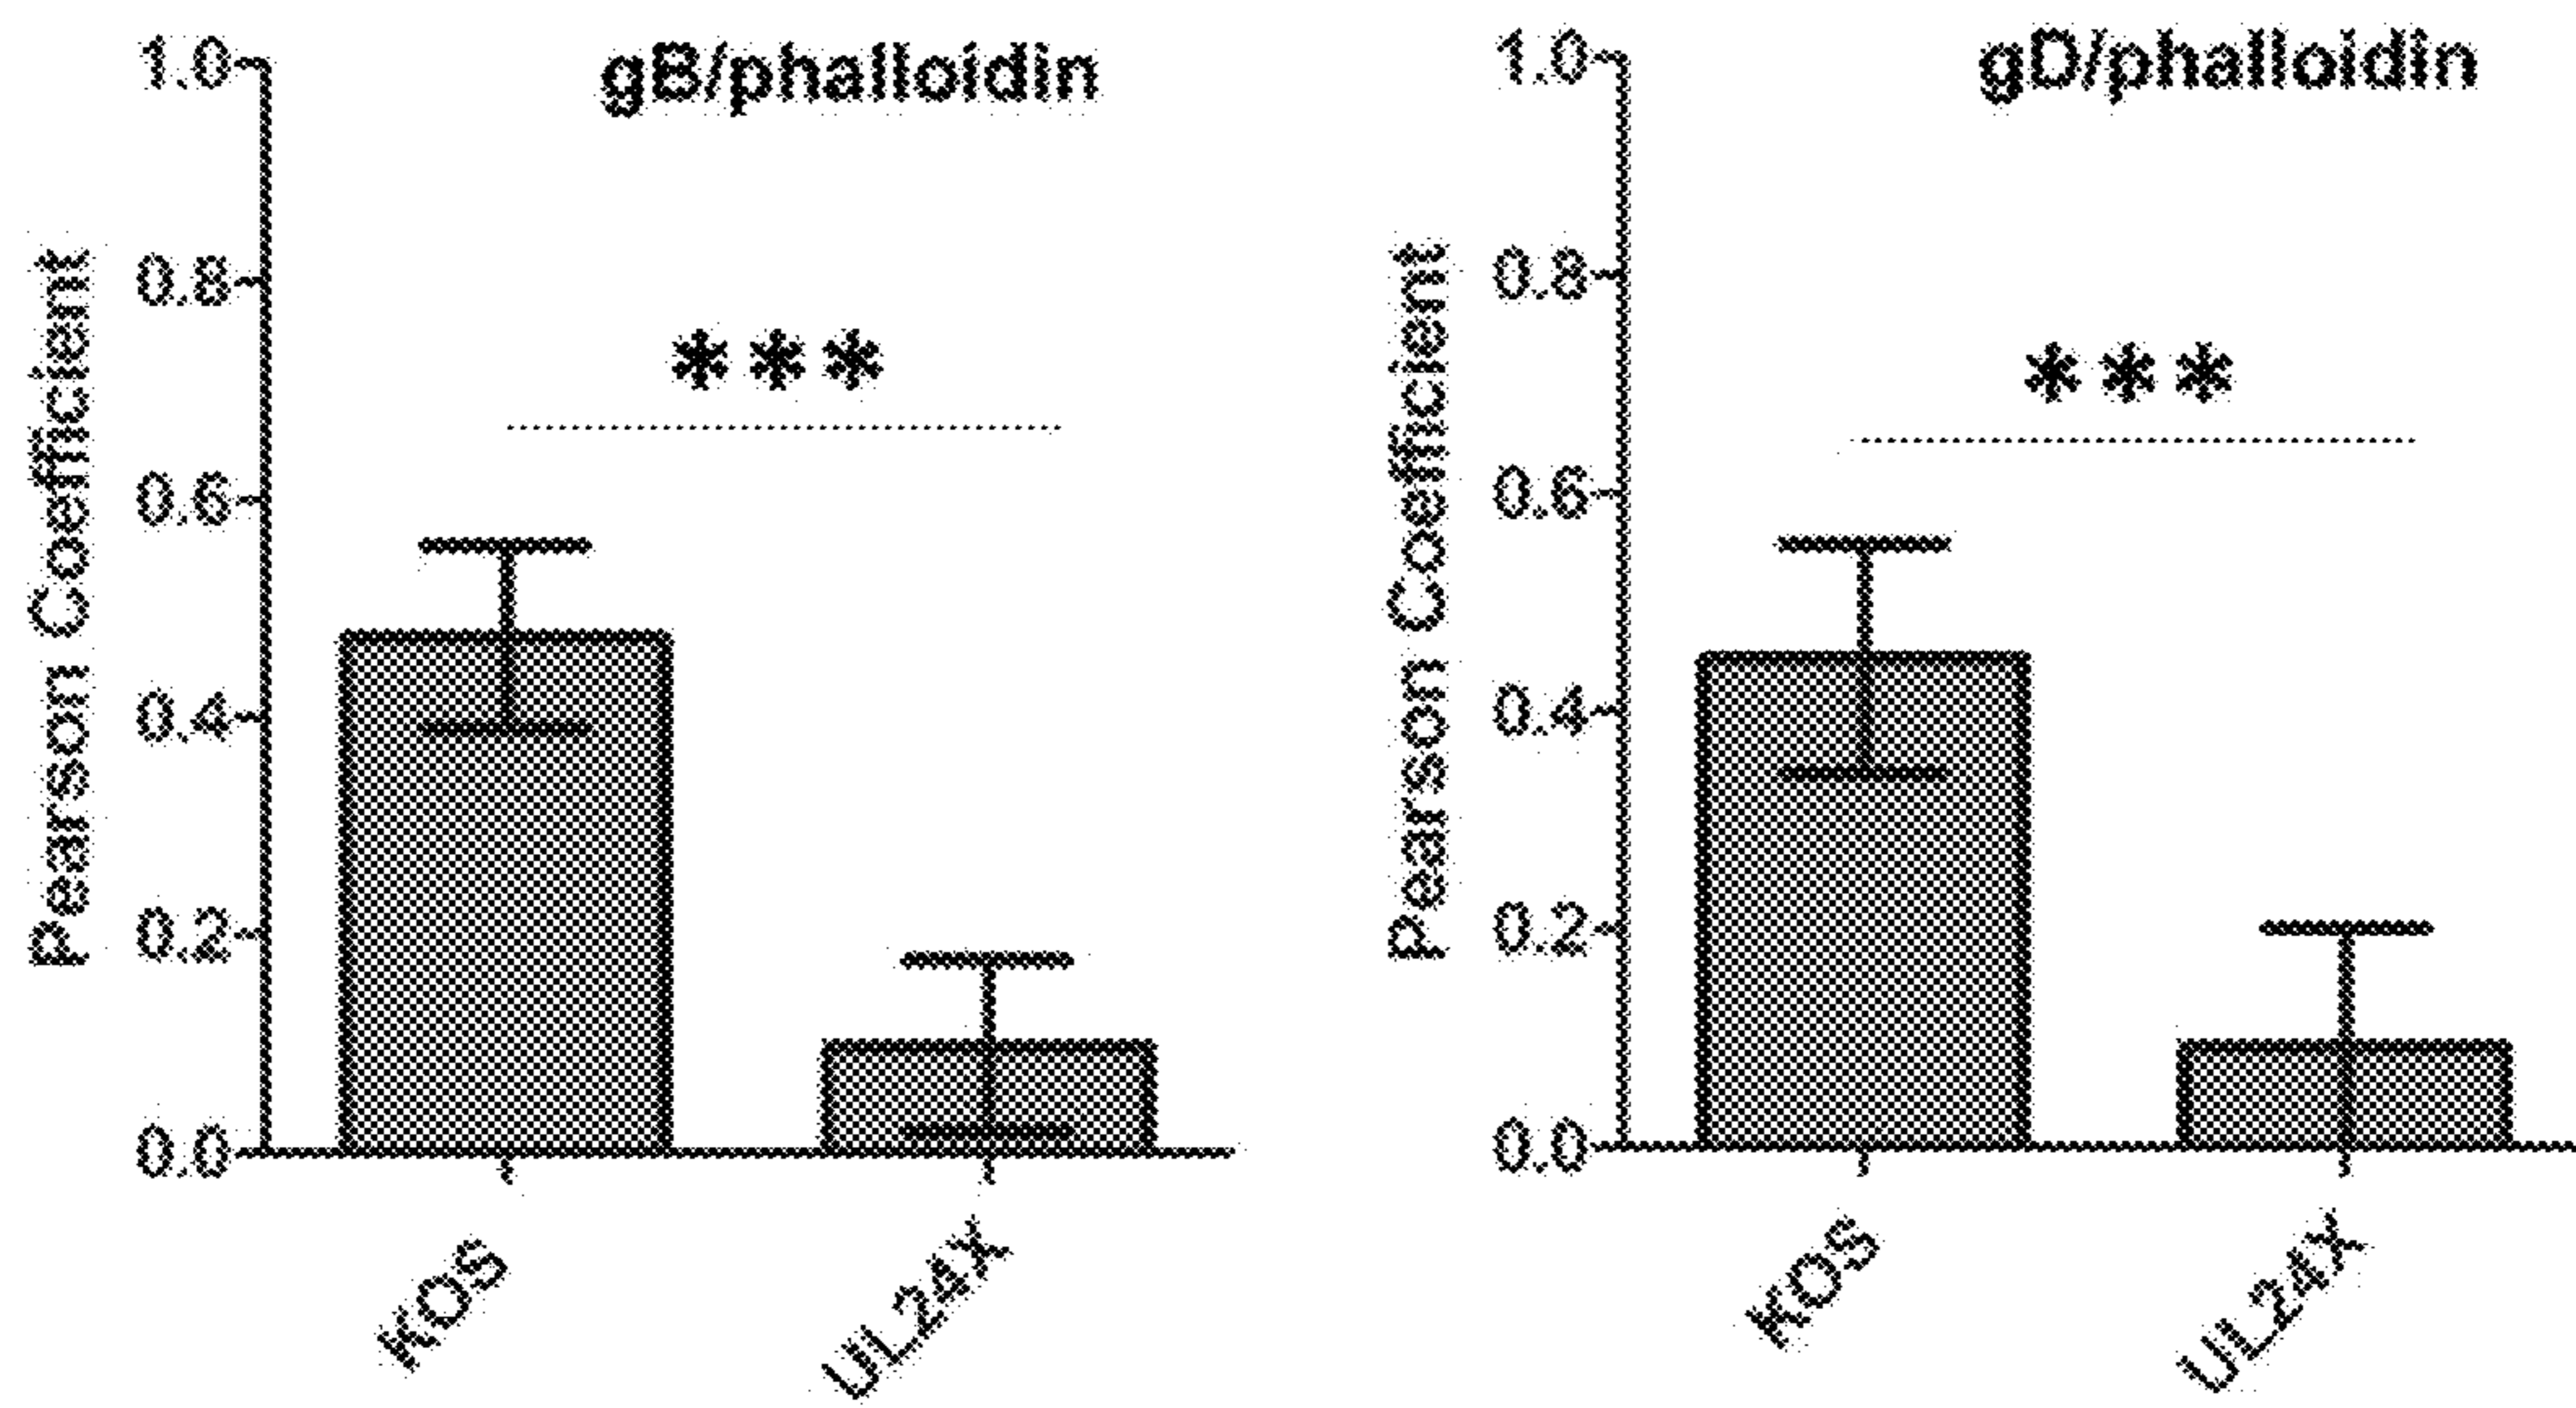 gB/phalloidin
Pearson Coefficient
1.0
0.8
0.6
0.4
0.2
0.0
***
KOS
UL24X
gD/phalloidin
Pearson Coefficient
1.0
0.8
0.6
0.4
0.2
0.0
***
KOS
UL24X